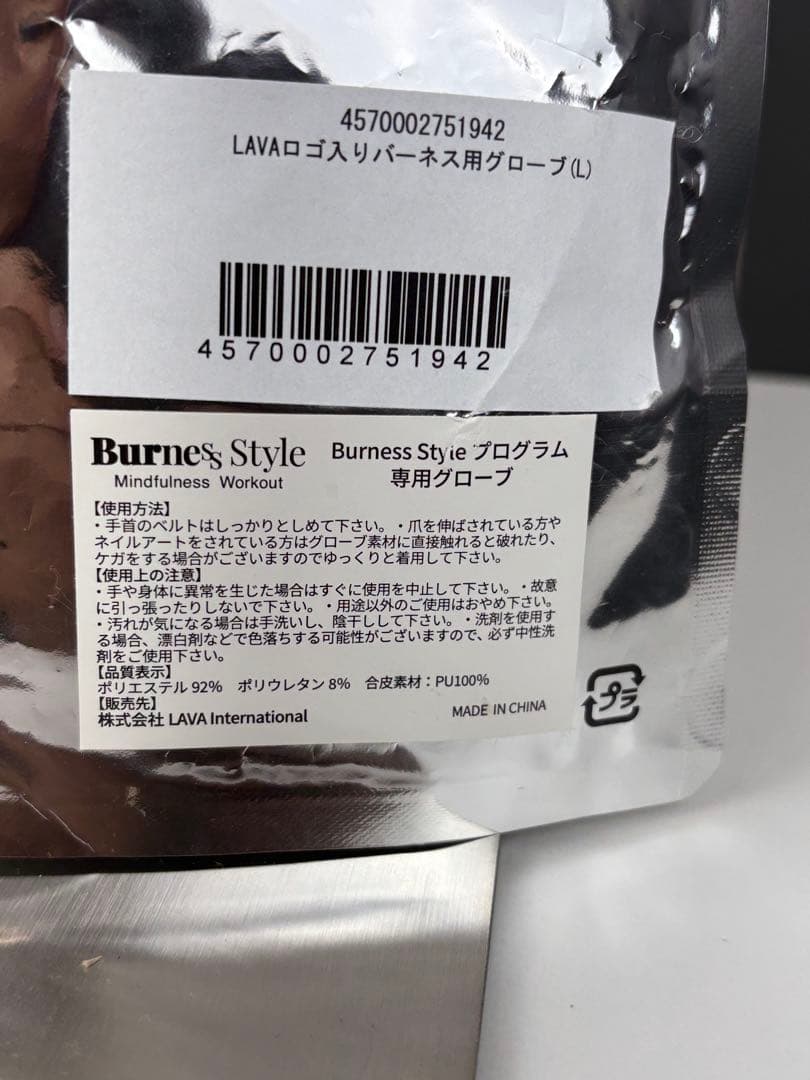 4570002751942
LAVAロゴ入りバーネス用グローブ(L)
4570002751942
Burness Style
Mindfulness Workout
Burness Style プログラム
専用グローブ
【使用方法】
・手首のベルトはしっかりとしめて下さい。・爪を伸ばされている方や
ネイルアートをされている方はグローブ素材に直接触れると破れたり、
ケガをする場合がございますのでゆっくりと着用して下さい。
【使用上の注意】
・手や身体に異常を生じた場合はすぐに使用を中止して下さい。・故意
に引っ張ったりしないで下さい。・用途以外のご使用はおやめ下さい。
・汚れが気になる場合は手洗いし、陰干しして下さい。・洗剤を使用す
る場合、漂白剤などで色落ちする可能性がございますので、必ず中性洗
剤をご使用下さい。
【品質表示】
ポリエステル 92% ポリウレタン 8% 合皮素材：PU100%
【販売先】
株式会社 LAVA International
MADE IN CHINA
プラ